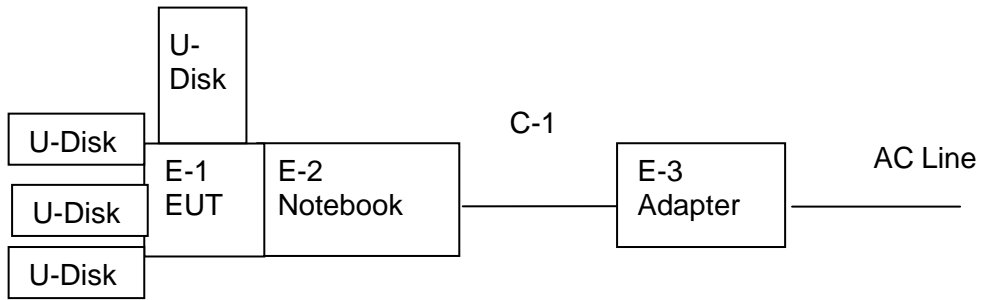 U-
Disk
U-Disk
C-1
AC Line
E-1
EUT
E-2
Notebook
E-3
Adapter
U-Disk
U-Disk